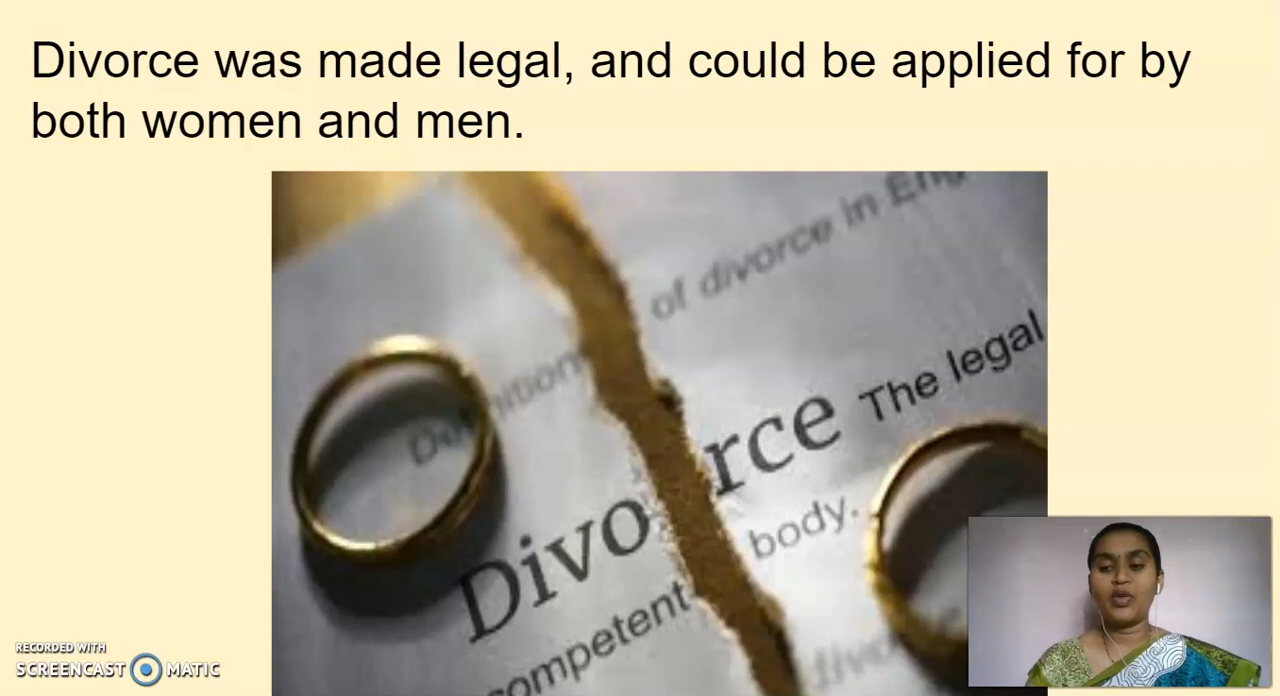 Divorce was made legal, and could be applied for by
both women and men.
of divorce in
Divo rce The legal
competent body.
RECORDED WITH
SCREENCAST MATIC